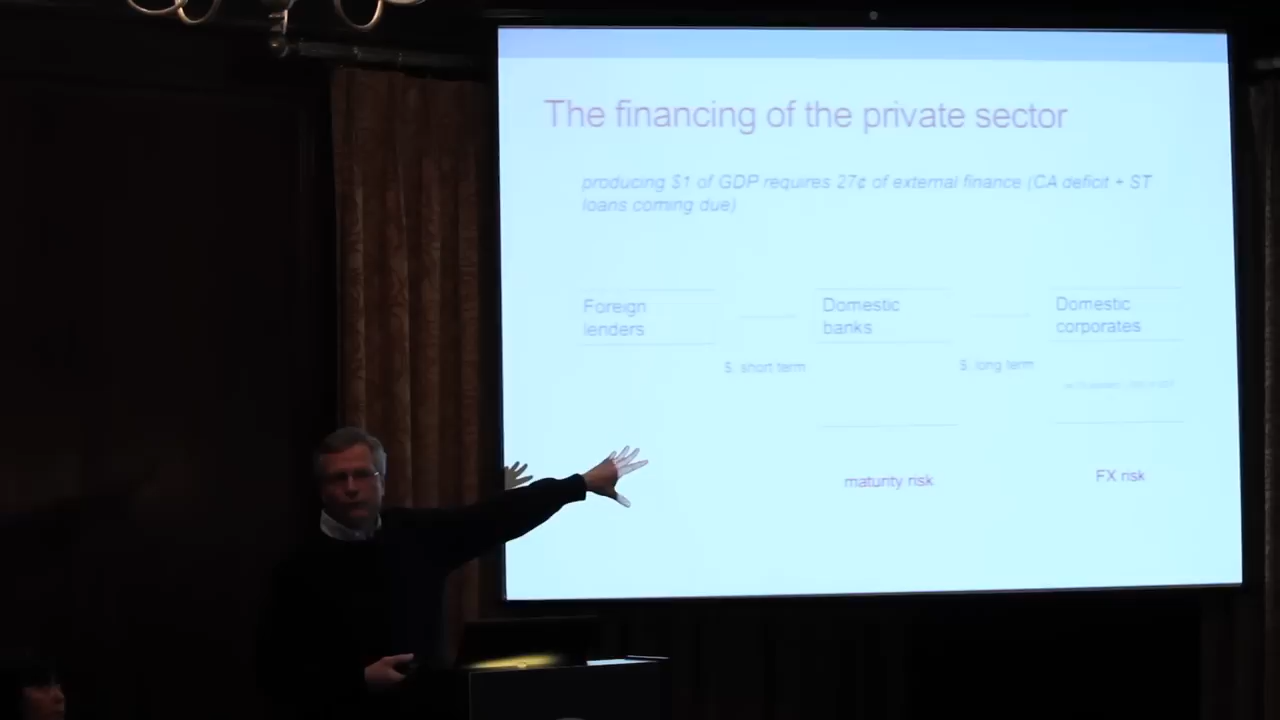 The financing of the private sector
producing $1 of GDP requires 27¢ of external finance (CA deficit + ST
loans coming due)
Foreign
lenders
Domestic
banks
Domestic
corporates
$, short term
$, long term
maturity risk
FX risk